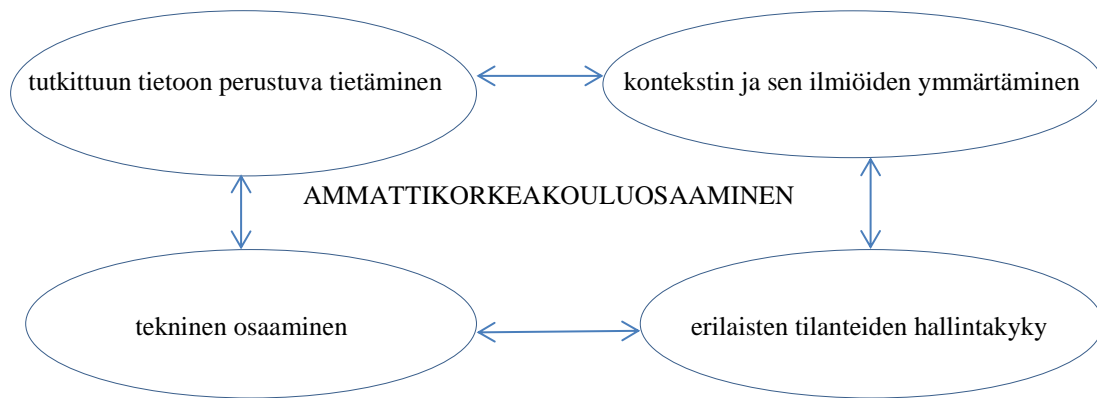 tutkittuun tietoon perustuva tietäminen
kontekstin ja sen ilmiöiden ymmärtäminen
AMMATTIKORKEAKOULUOSAAMINEN
tekninen osaaminen
erilaisten tilanteiden hallintakyky